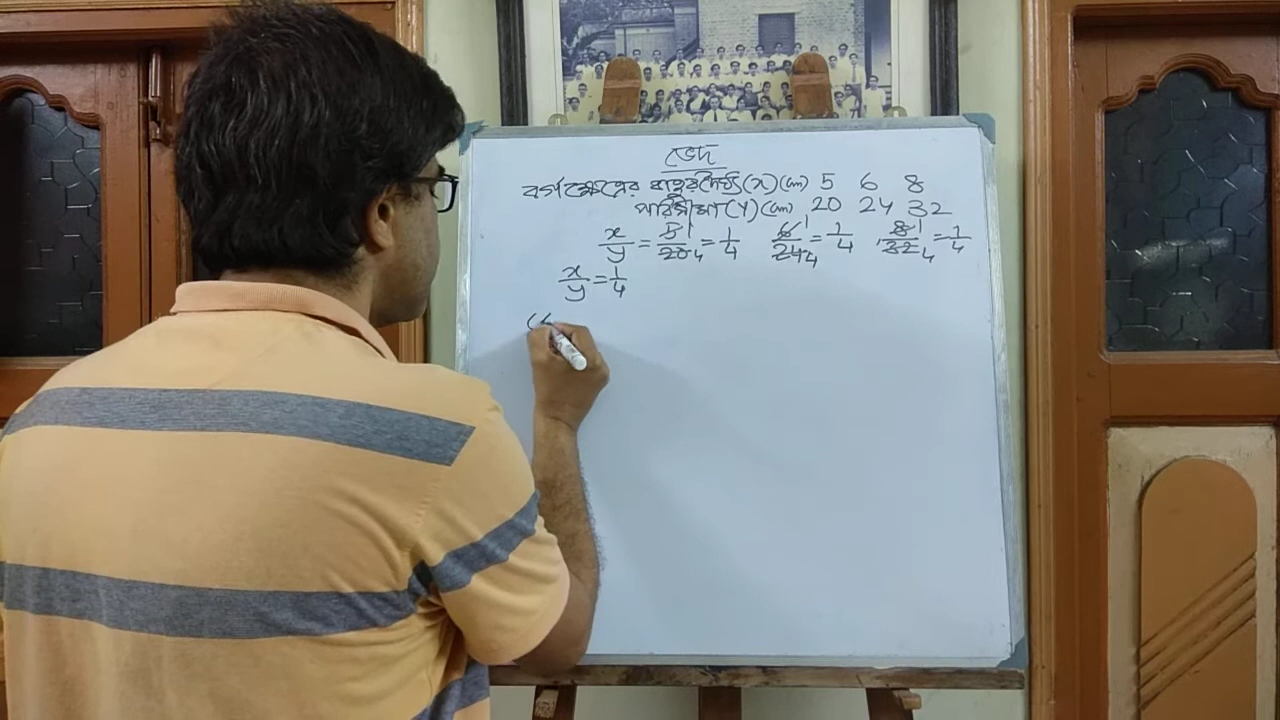 ভেদ
বর্গক্ষেত্রের বাহুর দৈর্ঘ্য (x) (cm) 5 6 8
পরিসীমা (y) (cm) 20 24 32
x/y = 5/20 = 1/4 6/24 = 1/4 8/32 = 1/4
x/y = 1/4